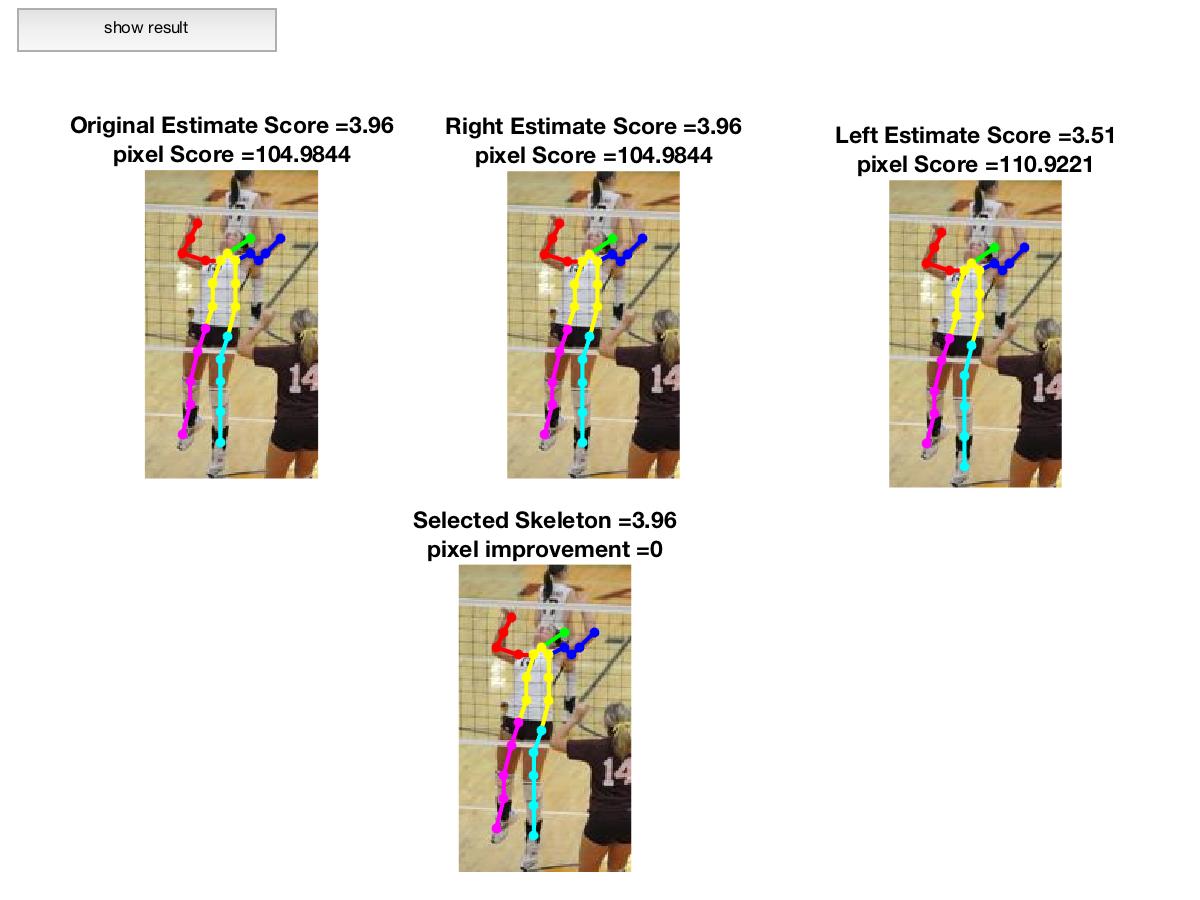 show result
Original Estimate Score =3.96
pixel Score =104.9844
Right Estimate Score =3.96
pixel Score =104.9844
Left Estimate Score =3.51
pixel Score =110.9221
14
14
14
Selected Skeleton =3.96
pixel improvement =0
14